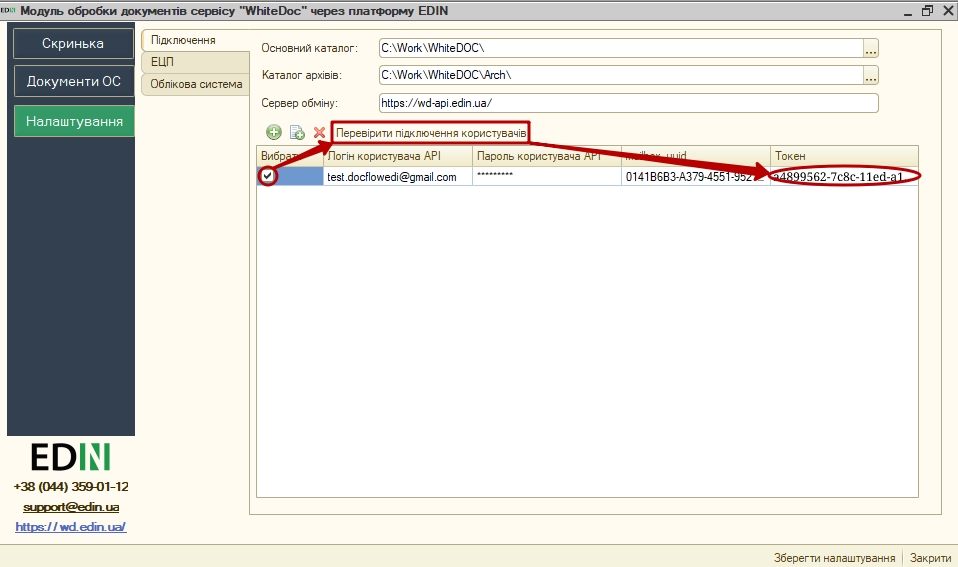 EDIN Модуль обробки документів сервісу "WhiteDoc" через платформу EDIN
Скринька
Документи ОС
Налаштування
Підключення
ЕЦП
Облікова система
Основний каталог: C:\Work\WhiteDOC\ ...
Каталог архівів: C:\Work\WhiteDOC\Arch\ ...
Сервер обміну: https://wd-api.edin.ua/
Перевірити підключення користувачів
Вибрати Логін користувача API Пароль користувача API mailbox_uuid Токен
test.docflowedi@gmail.com ********* 0141B6B3-A379-4551-9527- a4899562-7c8c-11ed-a1
EDIN
+38 (044) 359-01-12
support@edin.ua
https://wd.edin.ua/
Зберегти налаштування Закрити